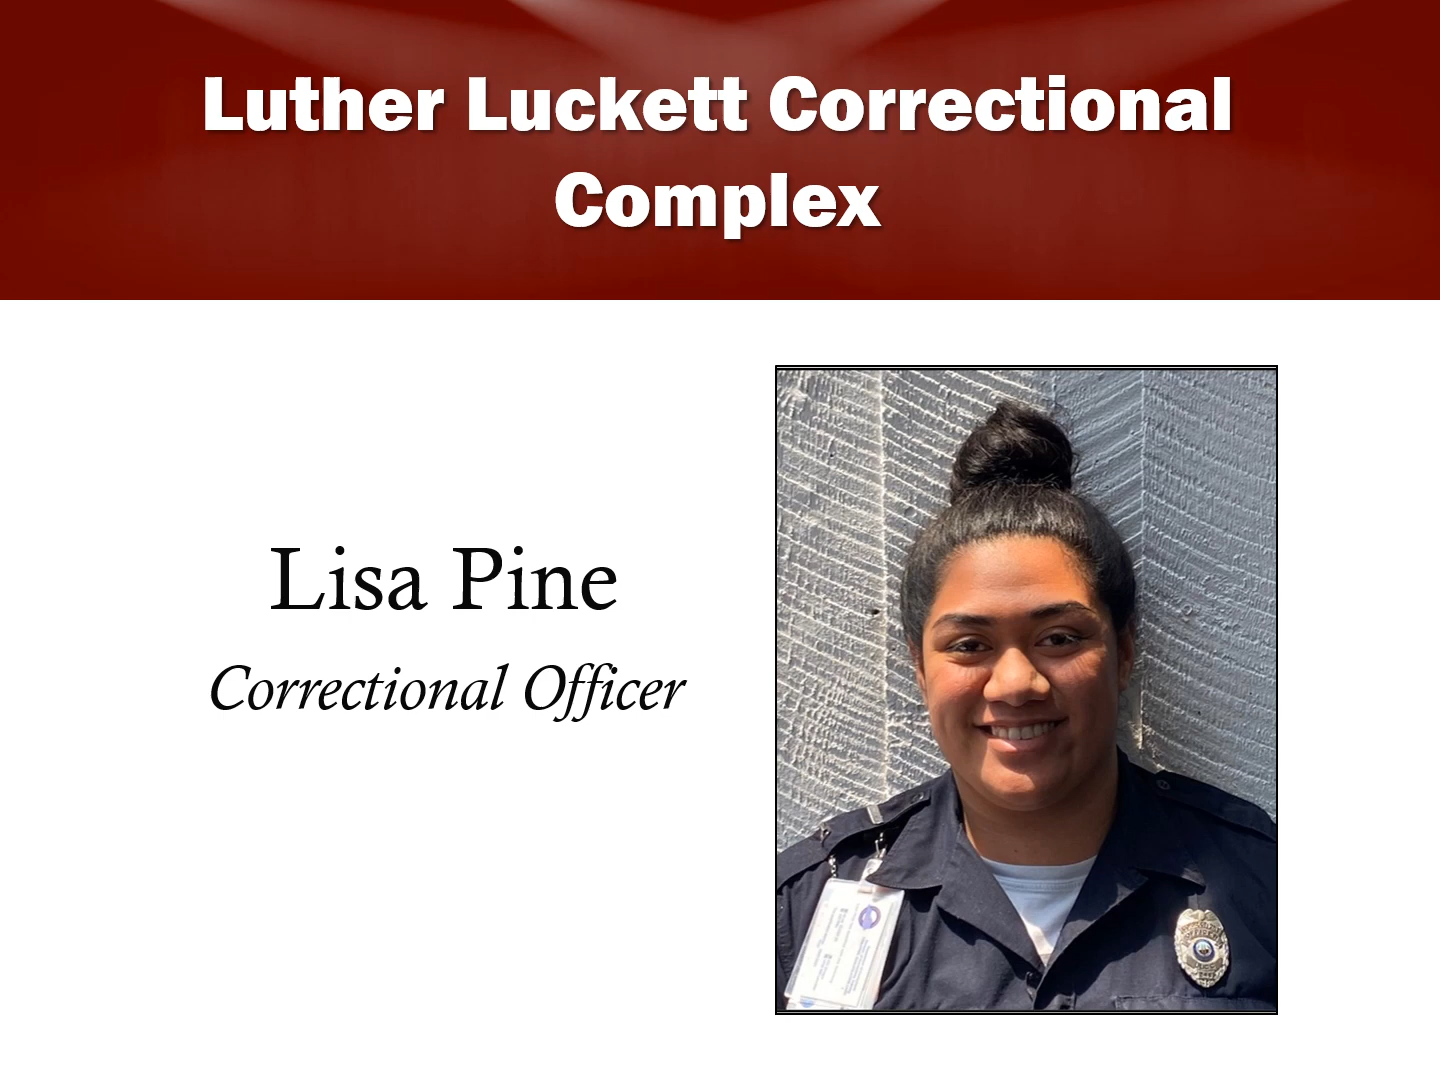 Luther Luckett Correctional
Complex
Lisa Pine
Correctional Officer